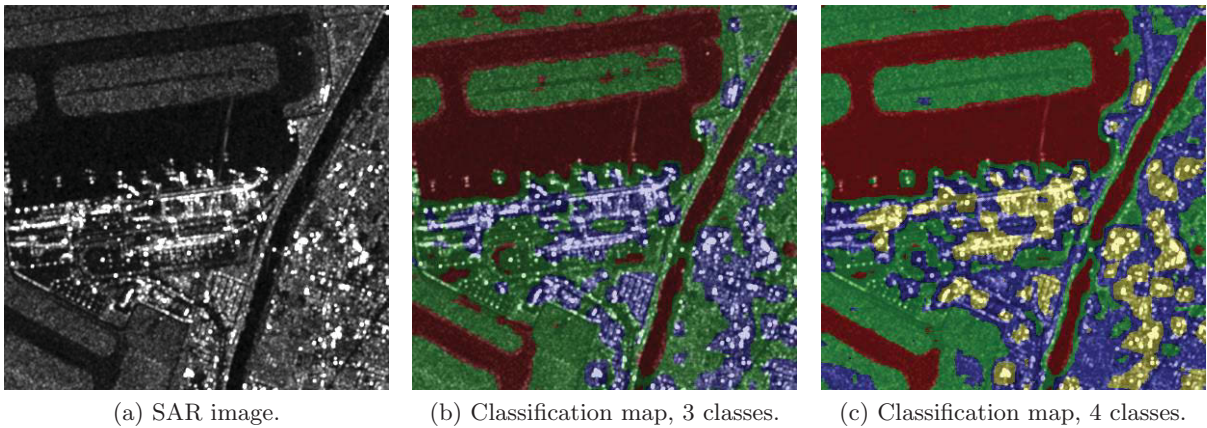 (a) SAR image.
(b) Classification map, 3 classes.
(c) Classification map, 4 classes.